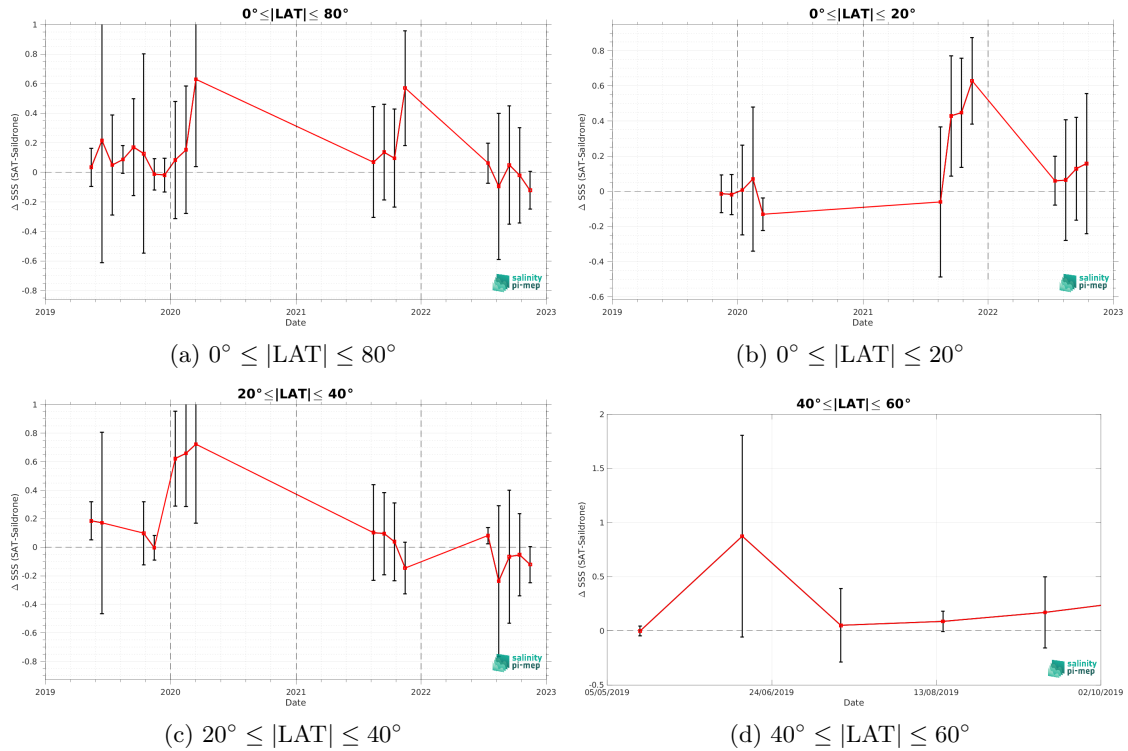 0°≤|LAT|≤ 80°
1
0.8
0.6
0.4
0.2
0
-0.2
-0.4
-0.6
-0.8
Δ SSS (SAT-Saildrone)
2019
2020
2021
2022
2023
Date
salinity
pi-mep
(a) 0° ≤ |LAT| ≤ 80°
0°≤|LAT|≤ 20°
0.8
0.6
0.4
0.2
0
-0.2
-0.4
-0.6
Δ SSS (SAT-Saildrone)
2019
2020
2021
2022
2023
Date
salinity
pi-mep
(b) 0° ≤ |LAT| ≤ 20°
20°≤|LAT|≤ 40°
1
0.8
0.6
0.4
0.2
0
-0.2
-0.4
-0.6
-0.8
Δ SSS (SAT-Saildrone)
2019
2020
2021
2022
2023
Date
salinity
pi-mep
(c) 20° ≤ |LAT| ≤ 40°
40°≤|LAT|≤ 60°
2
1.5
1
0.5
0
-0.5
Δ SSS (SAT-Saildrone)
05/05/2019
24/06/2019
13/08/2019
02/10/2019
Date
salinity
pi-mep
(d) 40° ≤ |LAT| ≤ 60°